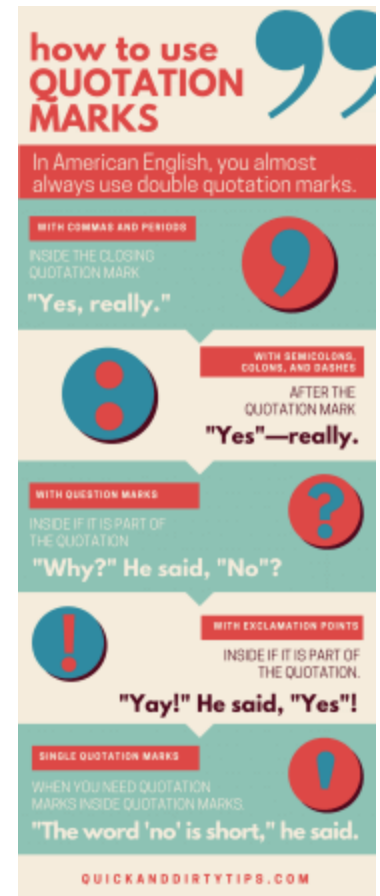 how to use
QUOTATION
MARKS
In American English, you almost
always use double quotation marks.
WITH COMMAS AND PERIODS
INSIDE THE CLOSING
QUOTATION MARK
"Yes, really."
WITH SEMICOLONS,
COLONS, AND DASHES
AFTER THE
QUOTATION MARK
"Yes"—really.
WITH QUESTION MARKS
INSIDE IF IT IS PART OF
THE QUOTATION
"Why?" He said, "No"?
WITH EXCLAMATION POINTS
INSIDE IF IT IS PART OF
THE QUOTATION.
"Yay!" He said, "Yes"!
SINGLE QUOTATION MARKS
WHEN YOU NEED QUOTATION
MARKS INSIDE QUOTATION MARKS.
"The word 'no' is short," he said.
QUICKANDDIRTYTIPS.COM